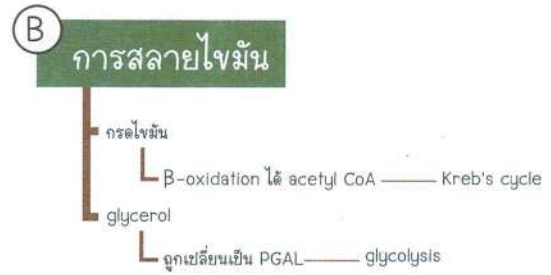 B
การสลายไขมัน
กรดไขมัน
β-oxidation ได้ acetyl CoA —— Kreb's cycle
glycerol
ถูกเปลี่ยนเป็น PGAL —— glycolysis